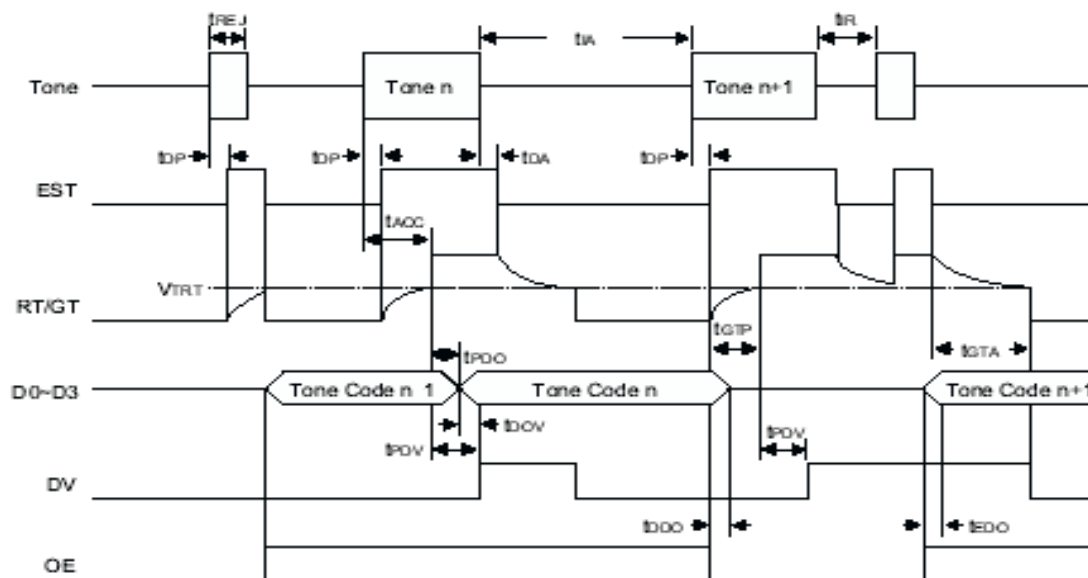 tREJ tIA tIR
Tone Tone n Tone n+1
tDP tDP tDA tDP
EST
tACC
VTRT
RT/GT
tGTP tGTA
tPDO
D0~D3 Tone Code n 1 Tone Code n Tone Code n+1
tDOV
tPDV tPDV
DV
tDDO tEDO
OE